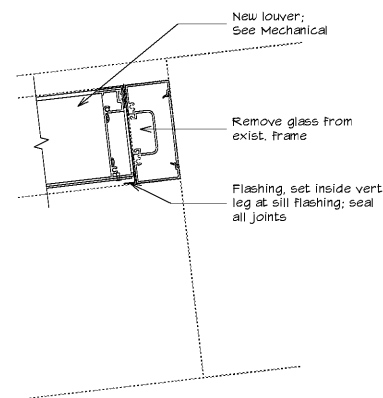 New louver;
See Mechanical
Remove glass from
exist. frame
Flashing, set inside vert
leg at sill flashing; seal
all joints